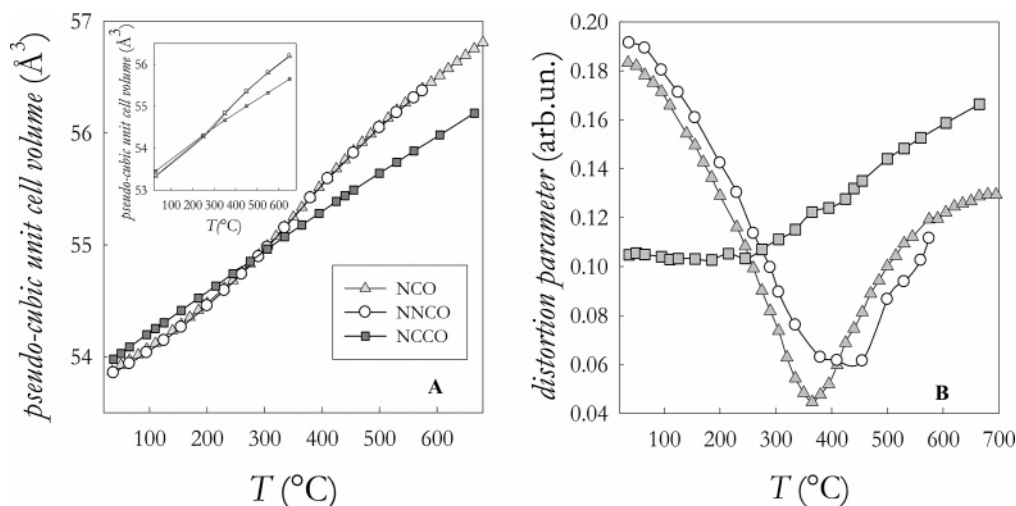 pseudo-cubic unit cell volume (Å³)
57
56
55
54
pseudo-cubic unit cell volume (Å³)
56
55
54
53
100 200 300 400 500 600
T(°C)
NCO
NNCO
NCCO
A
100 200 300 400 500 600
T (°C)
distortion parameter (arb.un.)
0.20
0.18
0.16
0.14
0.12
0.10
0.08
0.06
0.04
B
100 200 300 400 500 600 700
T (°C)